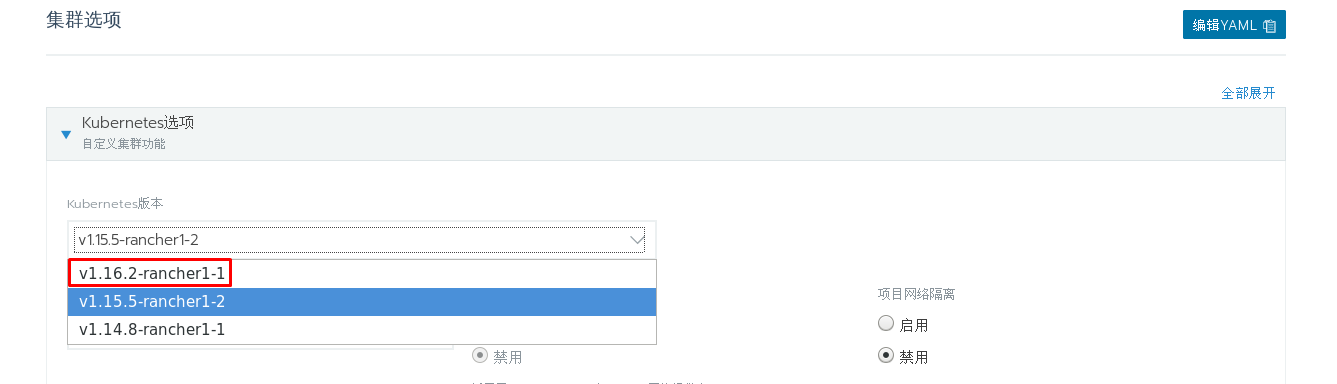 集群选项
编辑YAML
全部展开
Kubernetes选项
自定义集群功能
Kubernetes版本
v1.15.5-rancher1-2
v1.16.2-rancher1-1
v1.15.5-rancher1-2
v1.14.8-rancher1-1
项目网络隔离
启用
禁用
禁用